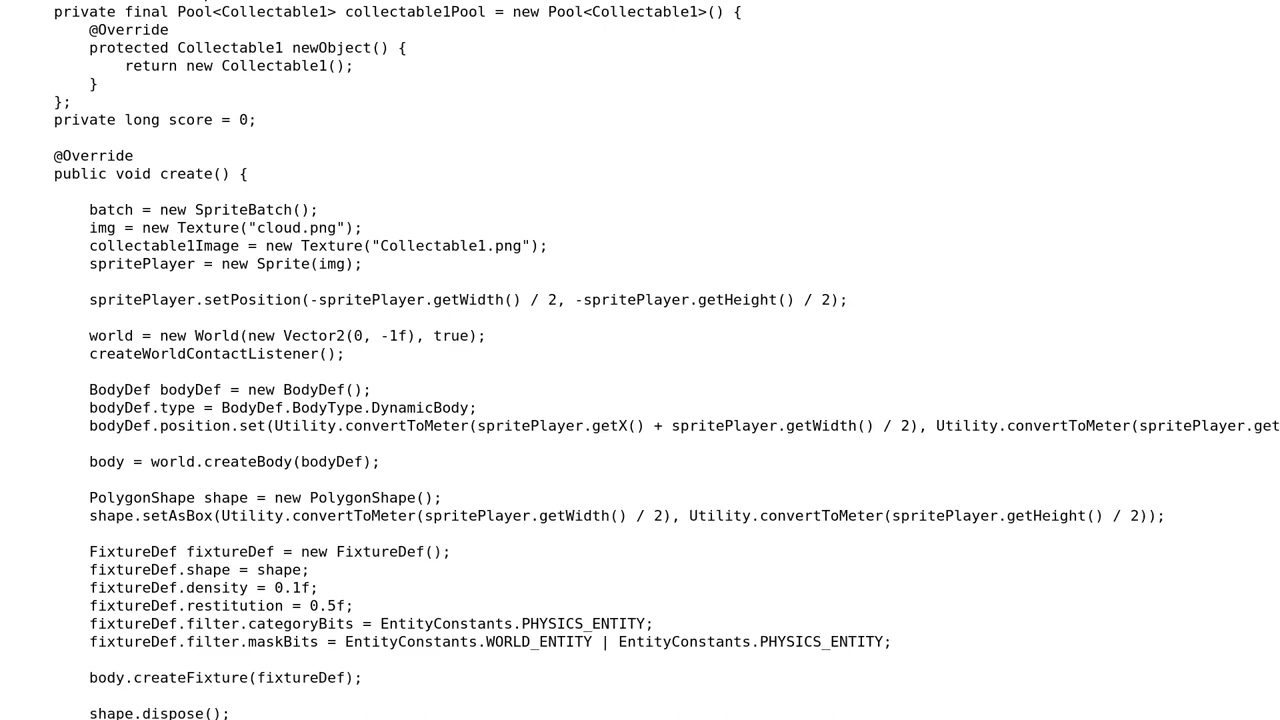 private final Pool<Collectable1> collectable1Pool = new Pool<Collectable1>() {
@Override
protected Collectable1 newObject() {
return new Collectable1();
}
};
private long score = 0;
@Override
public void create() {
batch = new SpriteBatch();
img = new Texture("cloud.png");
collectable1Image = new Texture("Collectable1.png");
spritePlayer = new Sprite(img);
spritePlayer.setPosition(-spritePlayer.getWidth() / 2, -spritePlayer.getHeight() / 2);
world = new World(new Vector2(0, -1f), true);
createWorldContactListener();
BodyDef bodyDef = new BodyDef();
bodyDef.type = BodyDef.BodyType.DynamicBody;
bodyDef.position.set(Utility.convertToMeter(spritePlayer.getX() + spritePlayer.getWidth() / 2), Utility.convertToMeter(spritePlayer.get
body = world.createBody(bodyDef);
PolygonShape shape = new PolygonShape();
shape.setAsBox(Utility.convertToMeter(spritePlayer.getWidth() / 2), Utility.convertToMeter(spritePlayer.getHeight() / 2));
FixtureDef fixtureDef = new FixtureDef();
fixtureDef.shape = shape;
fixtureDef.density = 0.1f;
fixtureDef.restitution = 0.5f;
fixtureDef.filter.categoryBits = EntityConstants.PHYSICS_ENTITY;
fixtureDef.filter.maskBits = EntityConstants.WORLD_ENTITY | EntityConstants.PHYSICS_ENTITY;
body.createFixture(fixtureDef);
shape.dispose();